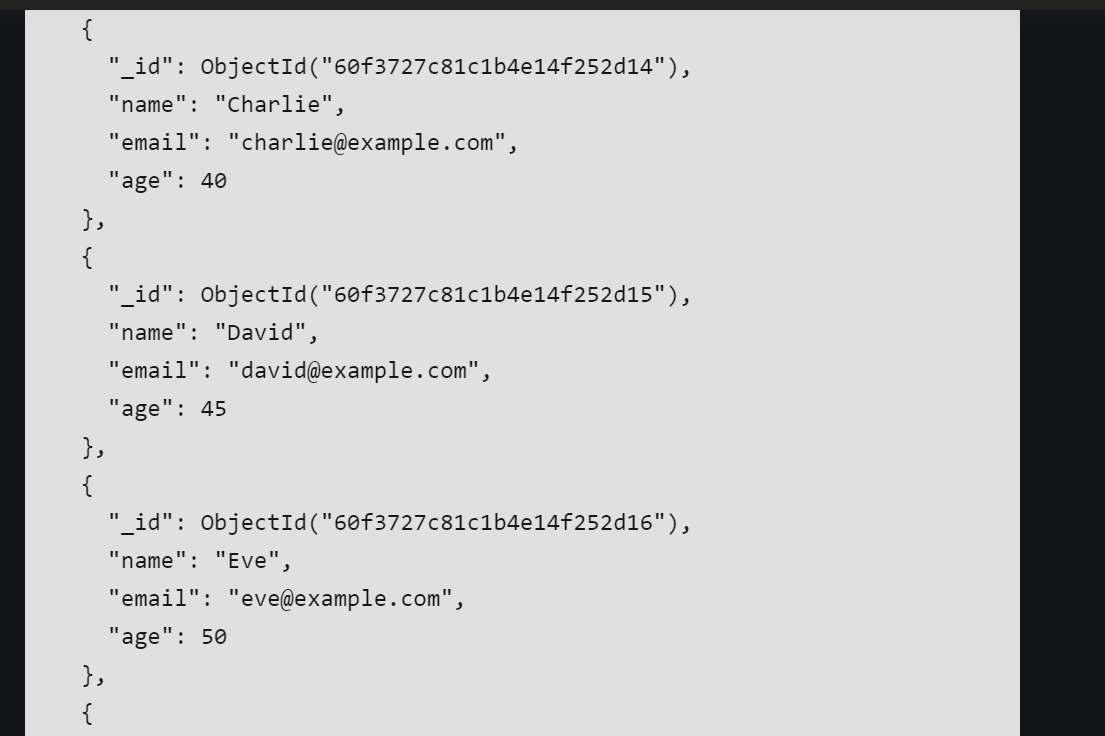 {
"_id": ObjectId("60f3727c81c1b4e14f252d14"),
"name": "Charlie",
"email": "charlie@example.com",
"age": 40
},
{
"_id": ObjectId("60f3727c81c1b4e14f252d15"),
"name": "David",
"email": "david@example.com",
"age": 45
},
{
"_id": ObjectId("60f3727c81c1b4e14f252d16"),
"name": "Eve",
"email": "eve@example.com",
"age": 50
},
{